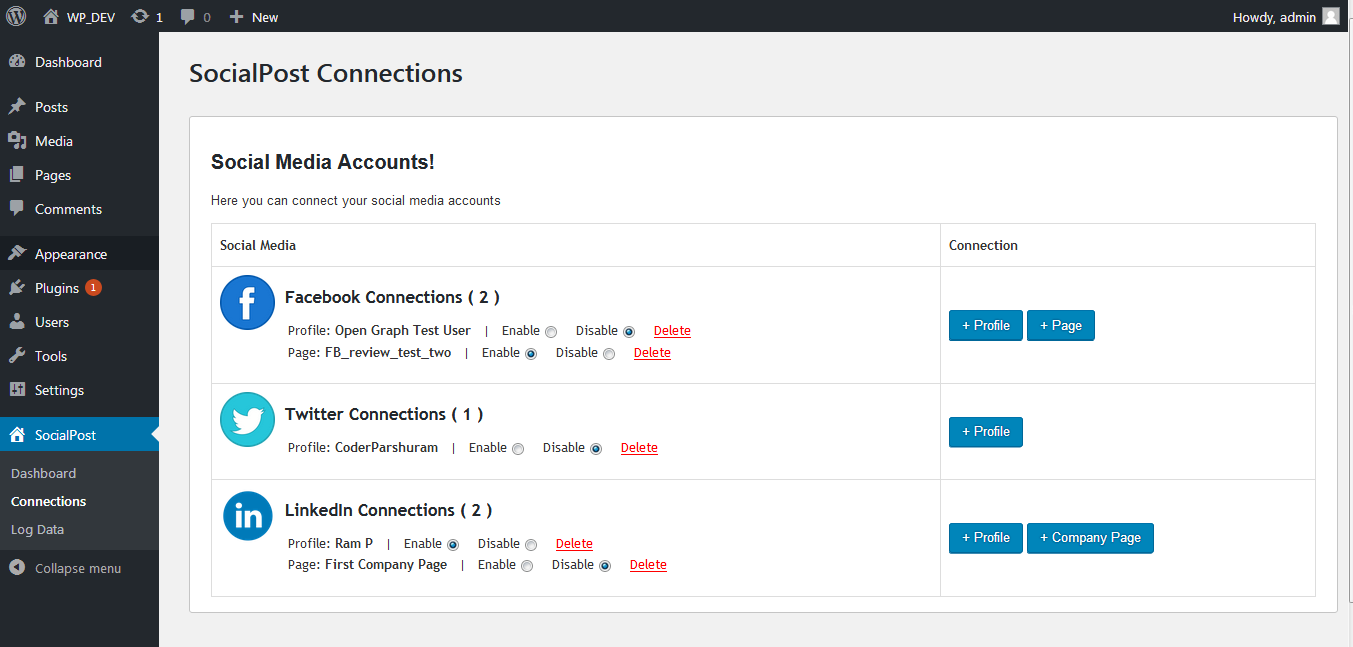 WP_DEV 1 0 New Howdy, admin
Dashboard
Posts
Media
Pages
Comments
Appearance
Plugins 1
Users
Tools
Settings
SocialPost
Dashboard
Connections
Log Data
Collapse menu
SocialPost Connections
Social Media Accounts!
Here you can connect your social media accounts
Social Media Connection
Facebook Connections ( 2 )
Profile: Open Graph Test User | Enable Disable Delete
Page: FB_review_test_two | Enable Disable Delete
+ Profile + Page
Twitter Connections ( 1 )
Profile: CoderParshuram | Enable Disable Delete
+ Profile
LinkedIn Connections ( 2 )
Profile: Ram P | Enable Disable Delete
Page: First Company Page | Enable Disable Delete
+ Profile + Company Page